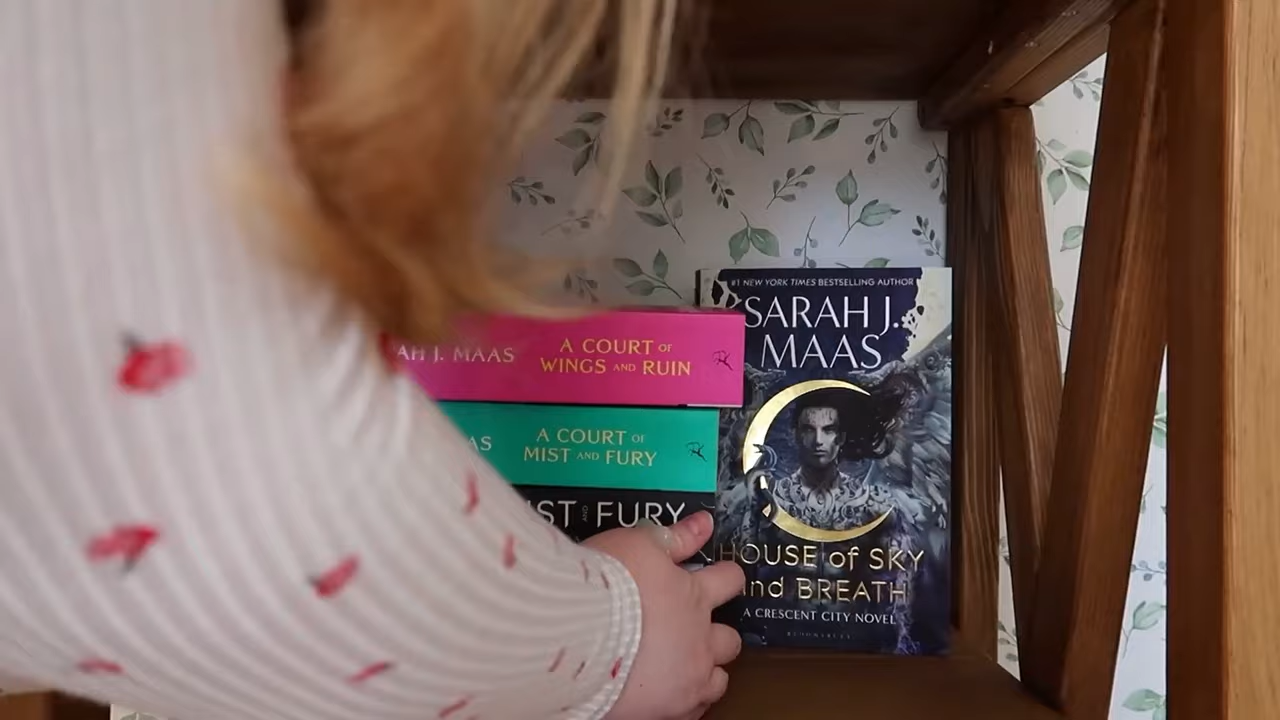 AH J. MAAS
A COURT OF
WINGS AND RUIN
AS
A COURT OF
MIST AND FURY
IST AND FURY
#1 NEW YORK TIMES BESTSELLING AUTHOR
SARAH J.
MAAS
HOUSE of SKY
and BREATH
A CRESCENT CITY NOVEL
BLOOMSBURY